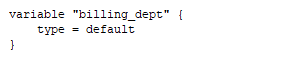 variable "billing_dept" {
    type = default
}